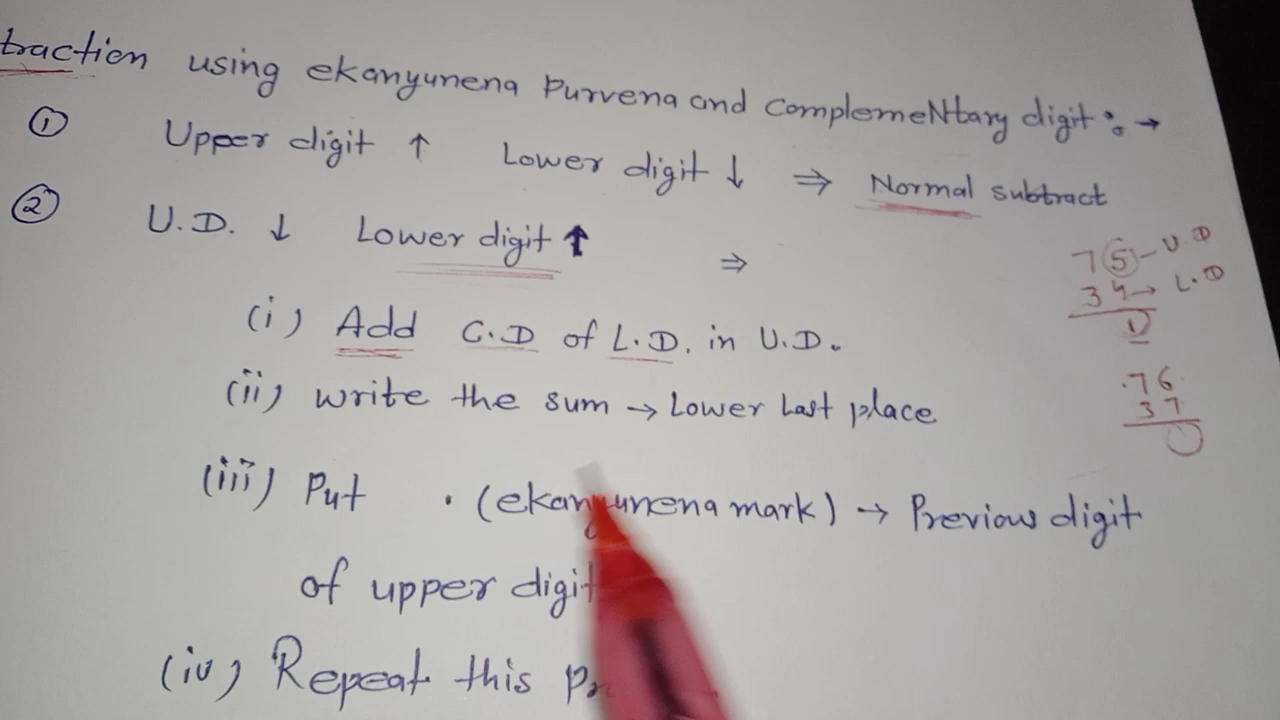 traction using ekanyunena Purvena and complemeNtary digit :- →
① Upper digit ↑ Lower digit ↓ ⇒ Normal subtract
② U.D. ↓ Lower digit ↑ ⇒
(i) Add C.D of L.D. in U.D.
(ii) write the sum → Lower Last place
(iii) Put • (ekanyunena mark) → Previous digit
of upper digit
(iv) Repeat this
75 - U D
34 → L.D
1
.76
37